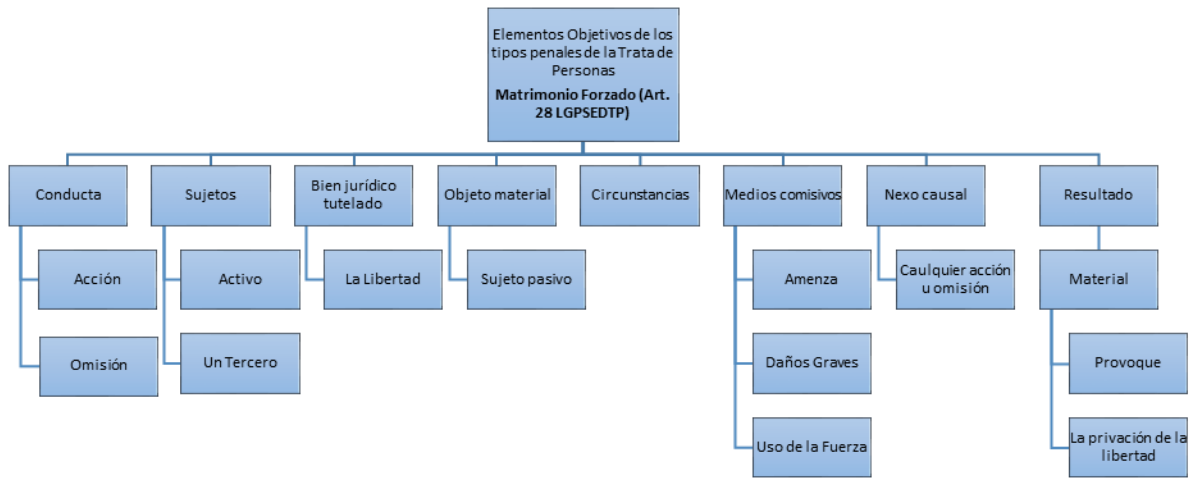 Elementos Objetivos de los
tipos penales de la Trata de
Personas
Matrimonio Forzado (Art.
28 LGPSEDTP)
Conducta
Sujetos
Bien jurídico
tutelado
Objeto material
Circunstancias
Medios comisivos
Nexo causal
Resultado
Acción
Activo
La Libertad
Sujeto pasivo
Amenza
Caulquier acción
u omisión
Material
Omisión
Un Tercero
Daños Graves
Provoque
Uso de la Fuerza
La privación de la
libertad